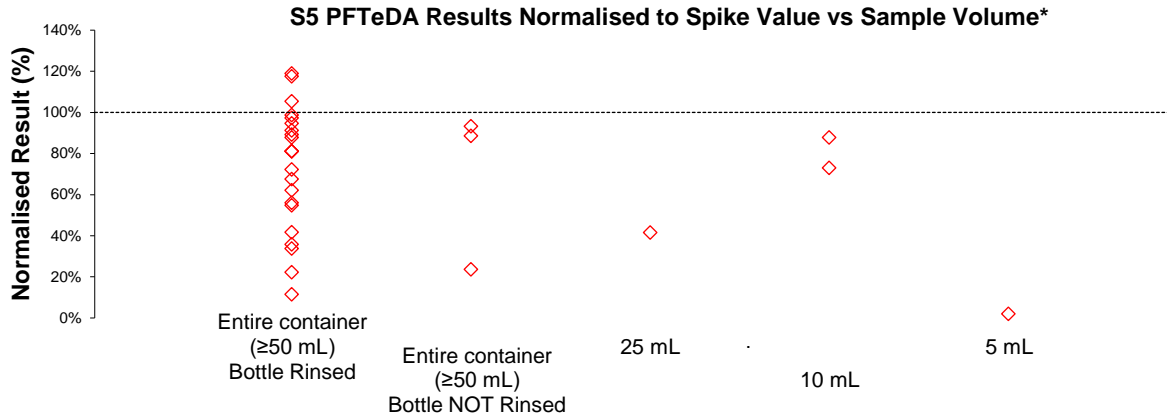 S5 PFTeDA Results Normalised to Spike Value vs Sample Volume*
Normalised Result (%)
140%
120%
100%
80%
60%
40%
20%
0%
Entire container
(≥50 mL)
Bottle Rinsed
Entire container
(≥50 mL)
Bottle NOT Rinsed
25 mL
.
10 mL
5 mL